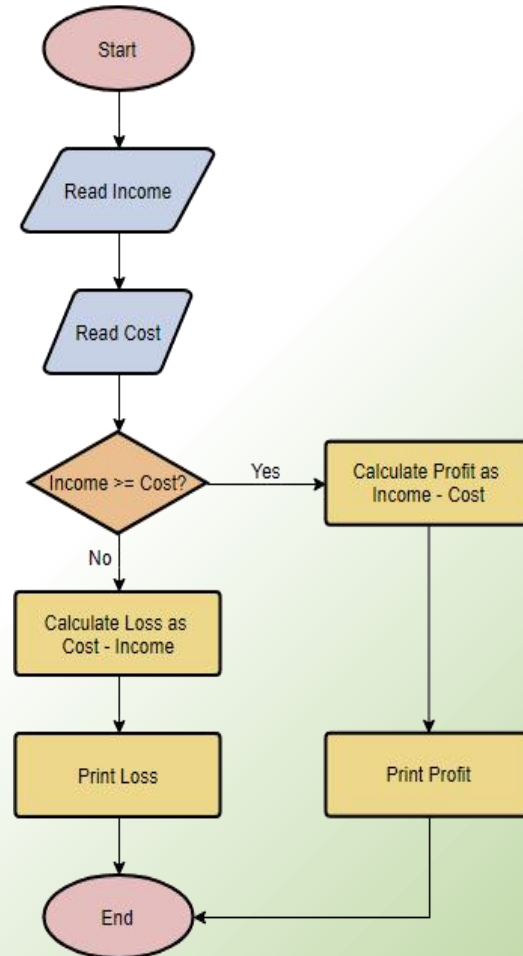 Start
Read Income
Read Cost
Income >= Cost?
Yes
Calculate Profit as
Income - Cost
No
Calculate Loss as
Cost - Income
Print Loss
Print Profit
End